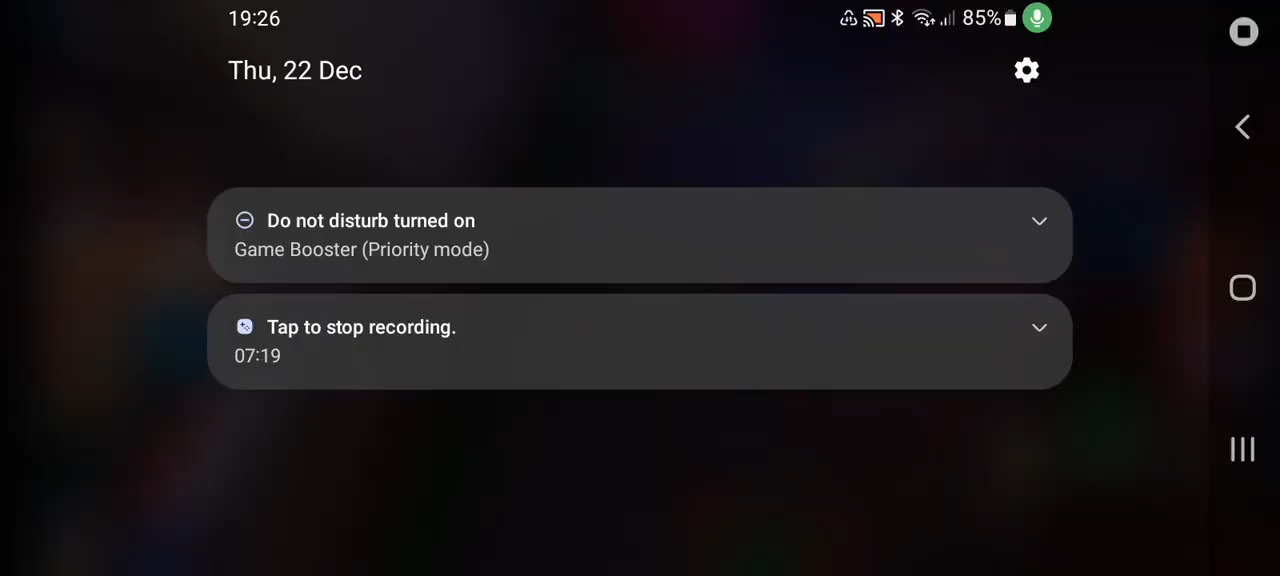 19:26
85%
Thu, 22 Dec
Do not disturb turned on
Game Booster (Priority mode)
Tap to stop recording.
07:19